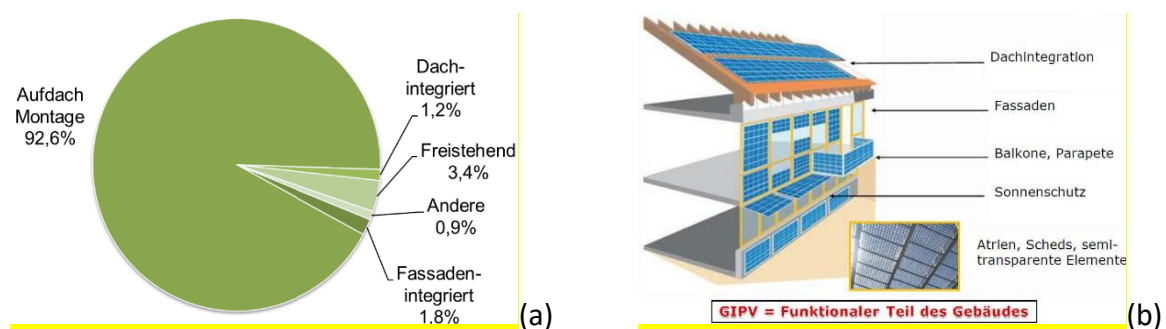 Aufdach
Montage
92,6%
Dach-
integriert
1,2%
Freistehend
3,4%
Andere
0,9%
Fassaden-
integriert
1,8%
(a)
Dachintegration
Fassaden
Balkone, Parapete
Sonnenschutz
Atrien, Scheds, semi-
transparente Elemente
GIPV = Funktionaler Teil des Gebäudes
(b)